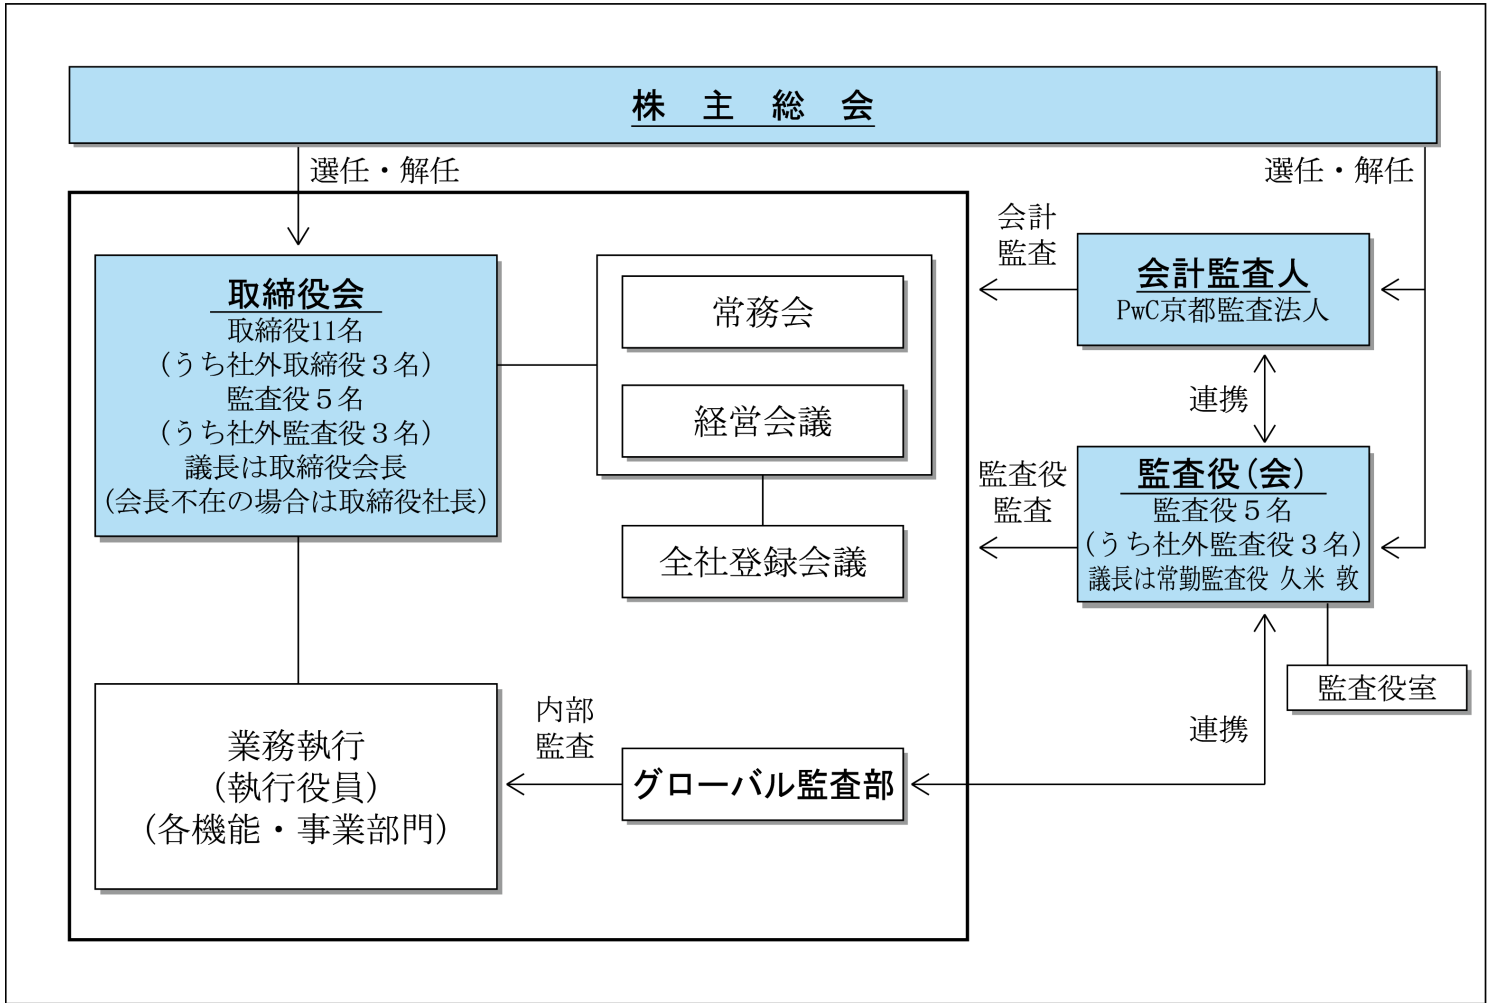 株 主 総 会
選任・解任
選任・解任
取締役会
取締役11名
(うち社外取締役３名)
監査役５名
(うち社外監査役３名)
議長は取締役会長
(会長不在の場合は取締役社長)
常務会
経営会議
全社登録会議
会計
監査
会計監査人
PwC京都監査法人
連携
監査役
監査
監査役(会)
監査役５名
(うち社外監査役３名)
議長は常勤監査役 久米 敦
監査役室
連携
業務執行
(執行役員)
(各機能・事業部門)
内部
監査
グローバル監査部